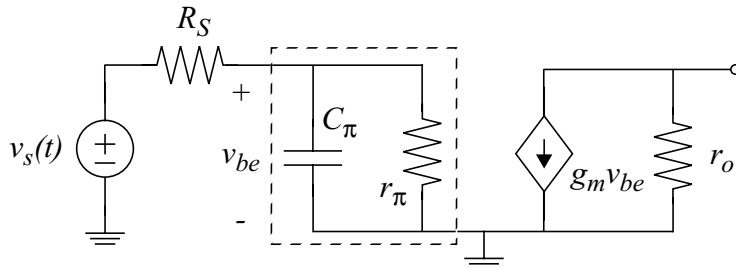 R_S
+
C_π
v_s(t)
+
−
v_be
r_π
g_m v_be
r_o
-